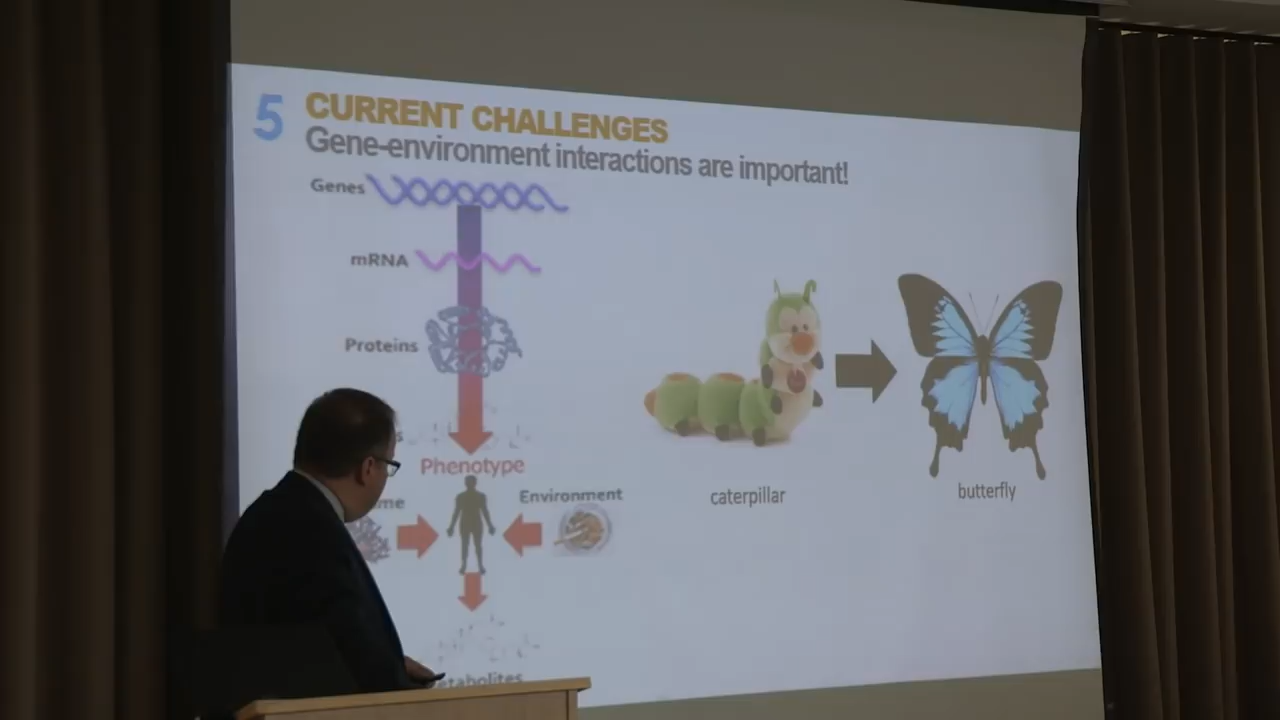 5 CURRENT CHALLENGES
Gene-environment interactions are important!
Genes
mRNA
Proteins
Phenotype
Environment
caterpillar
butterfly